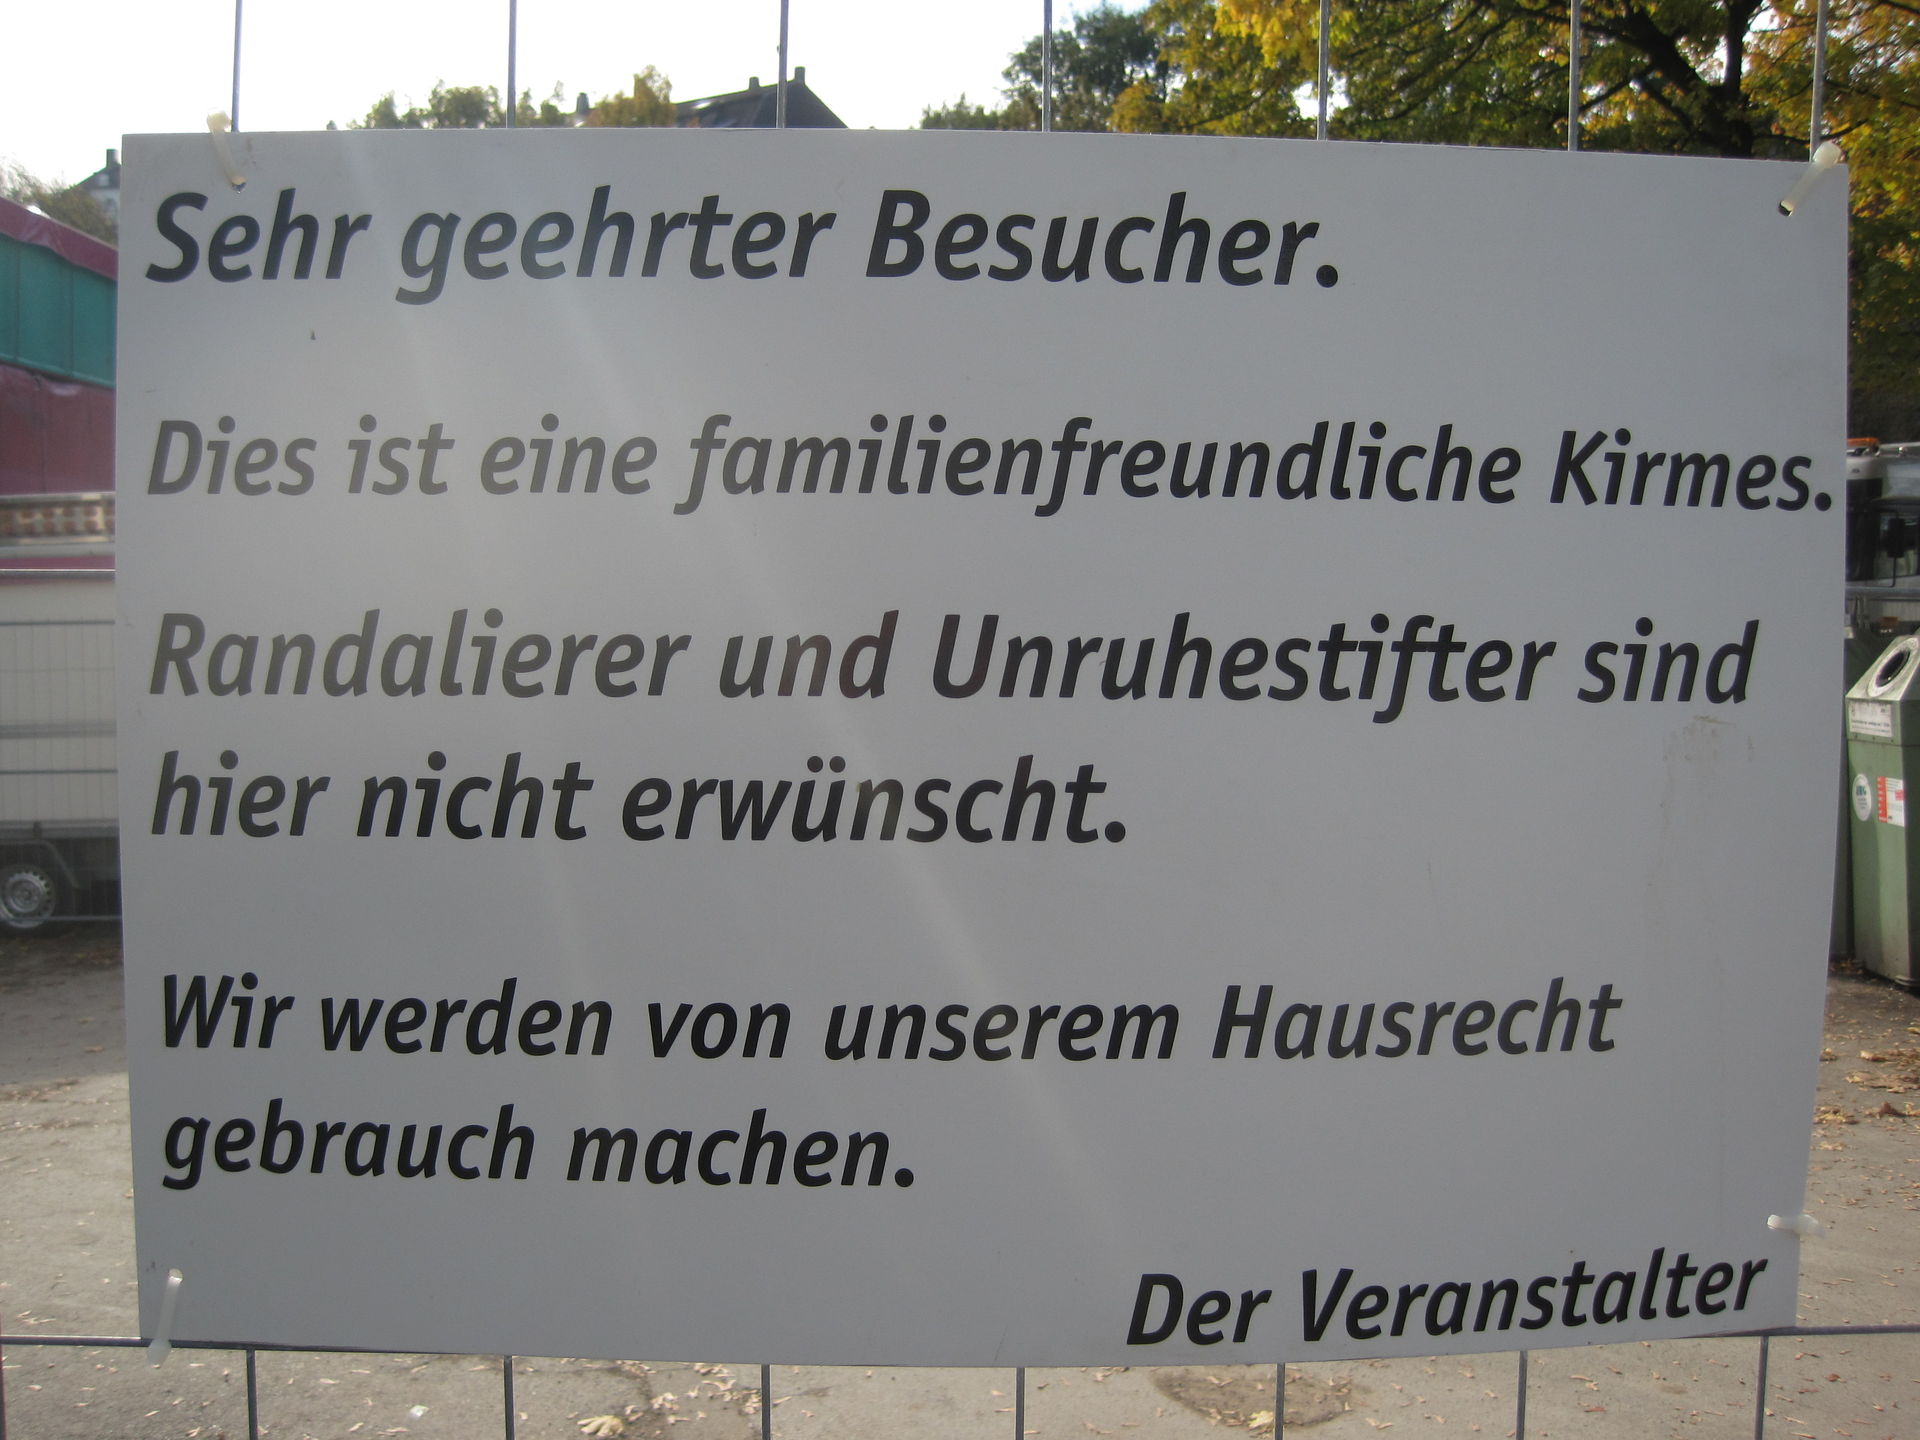 Sehr geehrter Besucher.
Dies ist eine familienfreundliche Kirmes.
Randalierer und Unruhestifter sind
hier nicht erwünscht.
Wir werden von unserem Hausrecht
gebrauch machen.
Der Veranstalter